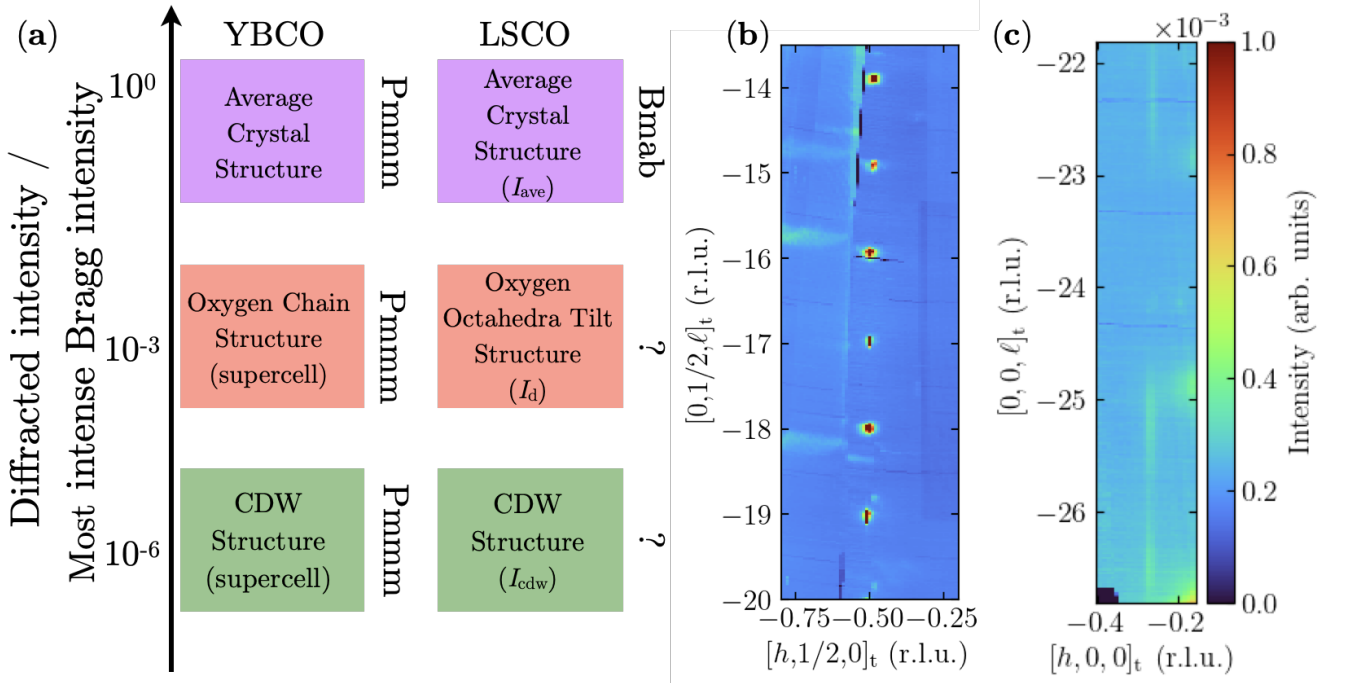 (a)
YBCO
LSCO
Diffracted intensity /
Most intense Bragg intensity
10⁰
10⁻³
10⁻⁶
Average
Crystal
Structure
Pmmm
Average
Crystal
Structure
(I_ave)
Bmab
Oxygen Chain
Structure
(supercell)
Pmmm
Oxygen
Octahedra Tilt
Structure
(I_d)
?
CDW
Structure
(supercell)
Pmmm
CDW
Structure
(I_cdw)
?
(b)
[0,1/2,ℓ]_t (r.l.u.)
−14
−15
−16
−17
−18
−19
−20
−0.75 −0.50 −0.25
[h,1/2,0]_t (r.l.u.)
(c)
[0,0,ℓ]_t (r.l.u.)
−22
−23
−24
−25
−26
−0.4 −0.2
[h,0,0]_t (r.l.u.)
×10⁻³
1.0
0.8
0.6
0.4
0.2
0.0
Intensity (arb. units)